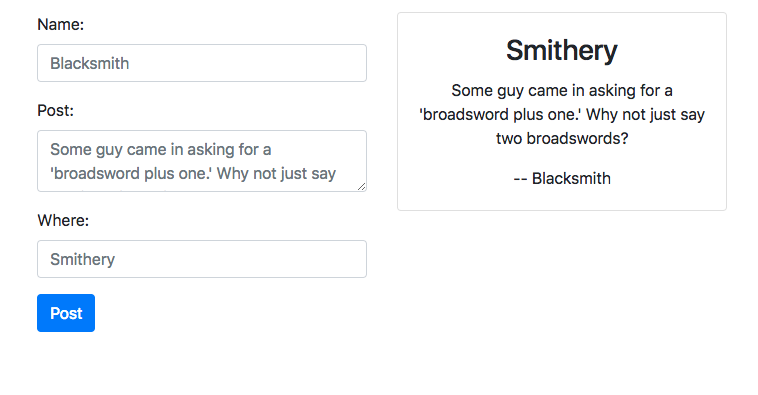 Name:
Blacksmith
Post:
Some guy came in asking for a
'broadsword plus one.' Why not just say
Where:
Smithery
Post
Smithery
Some guy came in asking for a
'broadsword plus one.' Why not just say
two broadswords?
-- Blacksmith